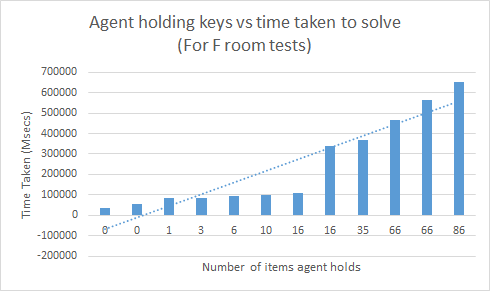 Agent holding keys vs time taken to solve
(For F room tests)
700000
600000
500000
400000
300000
200000
100000
0
-100000
-200000
Time Taken (Msecs)
0 0 1 3 6 10 16 16 35 66 66 86
Number of items agent holds